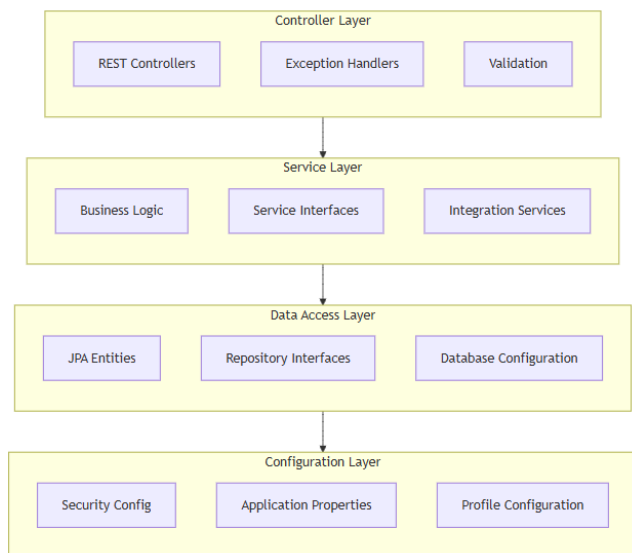 Controller Layer
REST Controllers
Exception Handlers
Validation
Service Layer
Business Logic
Service Interfaces
Integration Services
Data Access Layer
JPA Entities
Repository Interfaces
Database Configuration
Configuration Layer
Security Config
Application Properties
Profile Configuration